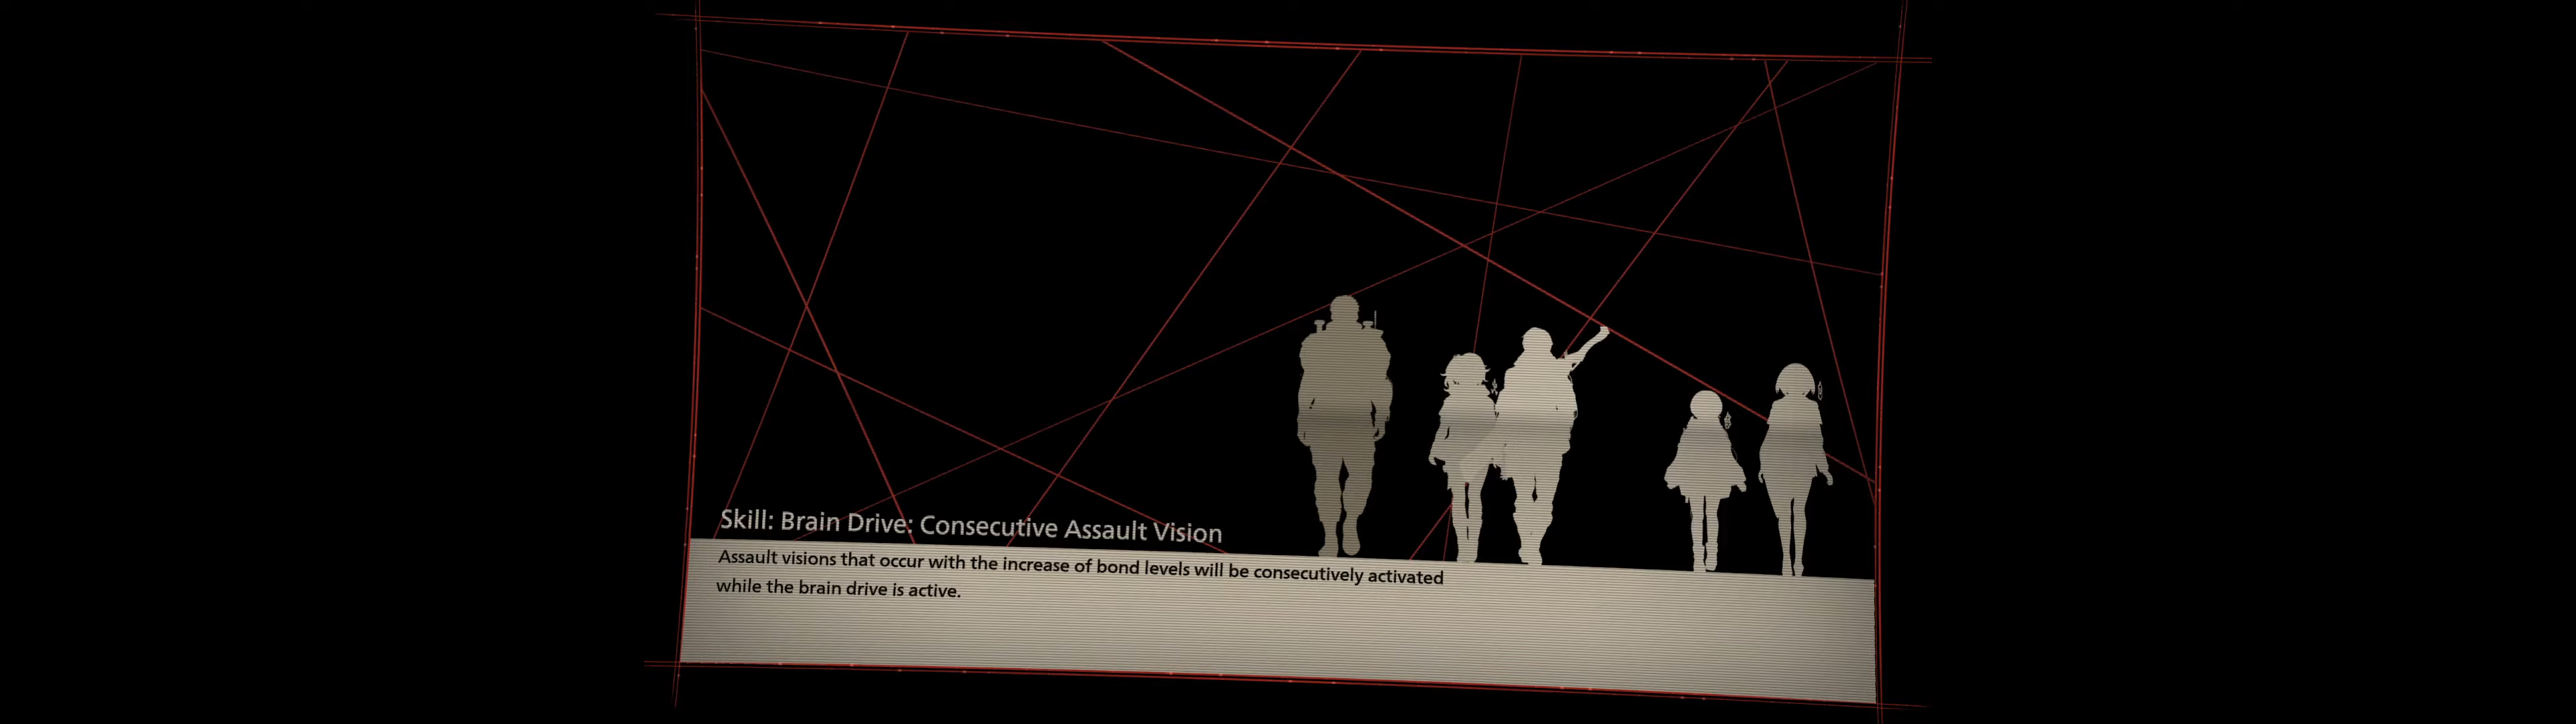 Skill: Brain Drive: Consecutive Assault Vision
Assault visions that occur with the increase of bond levels will be consecutively activated
while the brain drive is active.